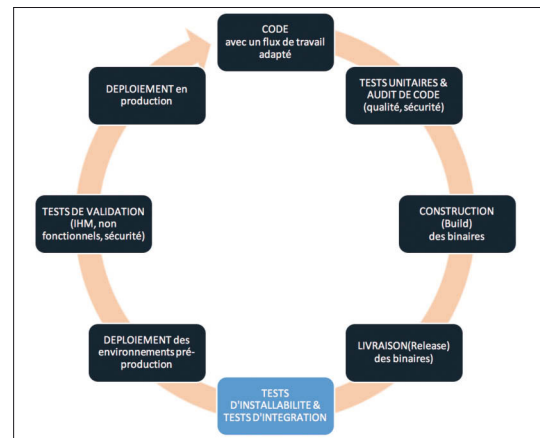 CODE
avec un flux de travail
adapté
TESTS UNITAIRES &
AUDIT DE CODE
(qualité, sécurité)
CONSTRUCTION
(Build)
des binaires
LIVRAISON(Release)
des binaires)
TESTS
D'INSTALLABILITE &
TESTS D'INTEGRATION
DEPLOIEMENT des
environnements pré-
production
TESTS DE VALIDATION
(IHM, non
fonctionnels, sécurité)
DEPLOIEMENT en
production